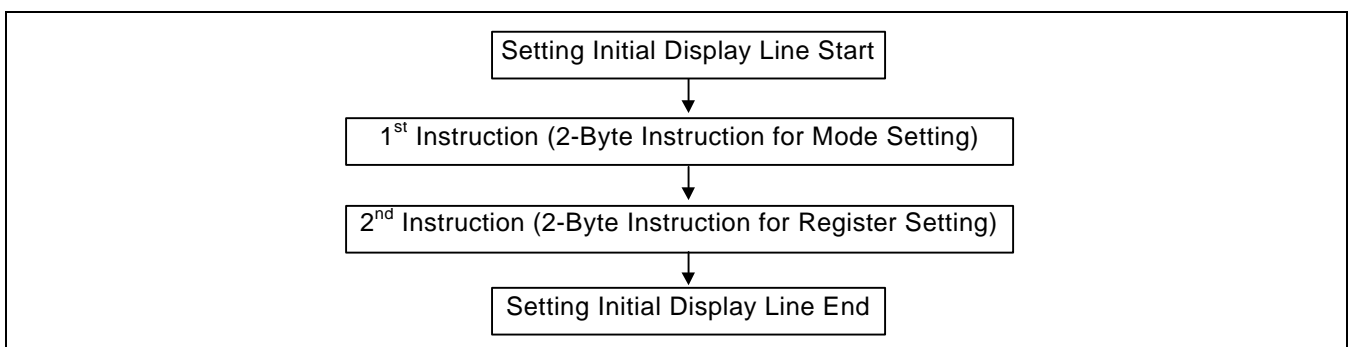 Setting Initial Display Line Start
1st Instruction (2-Byte Instruction for Mode Setting)
2nd Instruction (2-Byte Instruction for Register Setting)
Setting Initial Display Line End